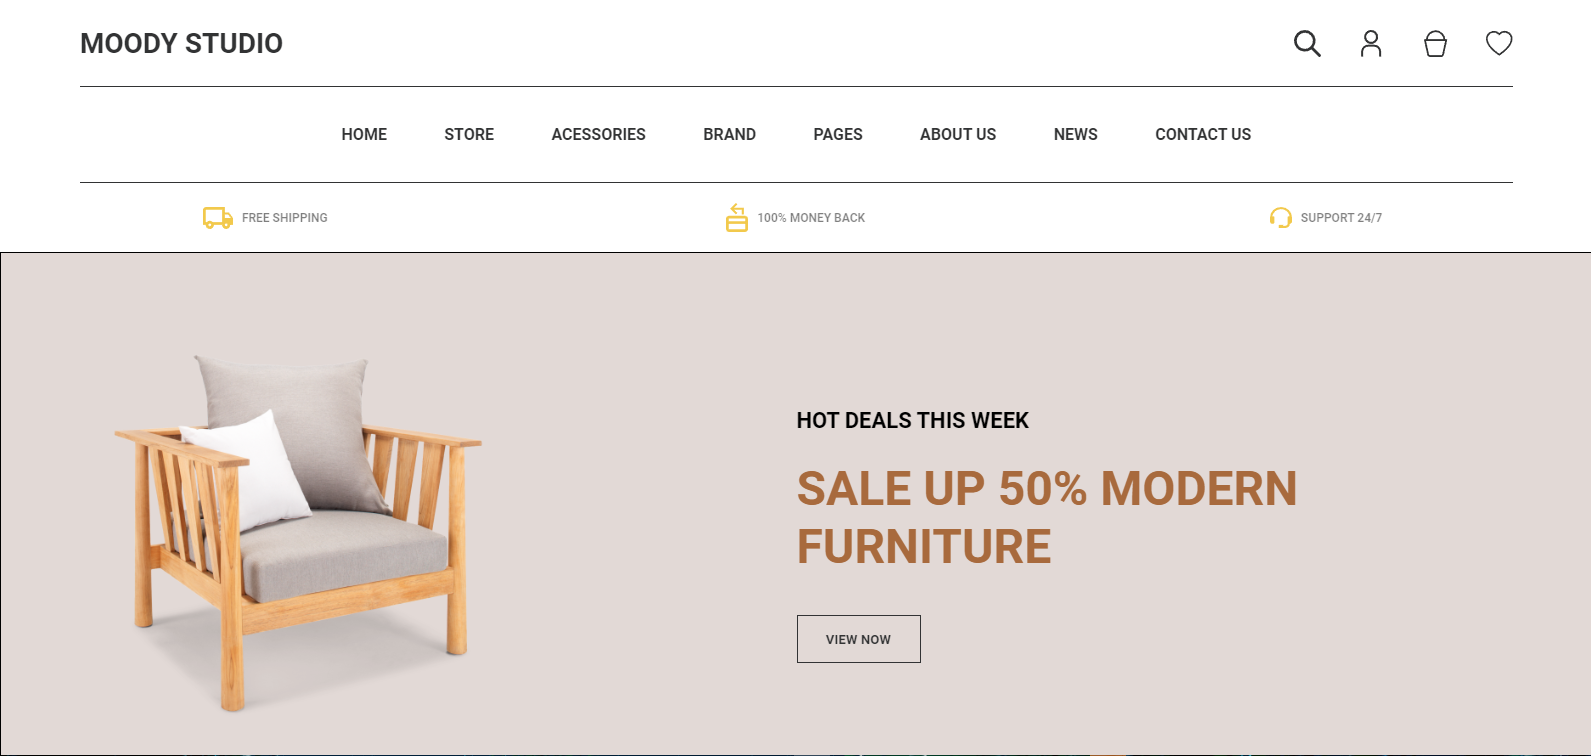 MOODY STUDIO
HOME STORE ACESSORIES BRAND PAGES ABOUT US NEWS CONTACT US
FREE SHIPPING 100% MONEY BACK SUPPORT 24/7
HOT DEALS THIS WEEK
SALE UP 50% MODERN
FURNITURE
VIEW NOW